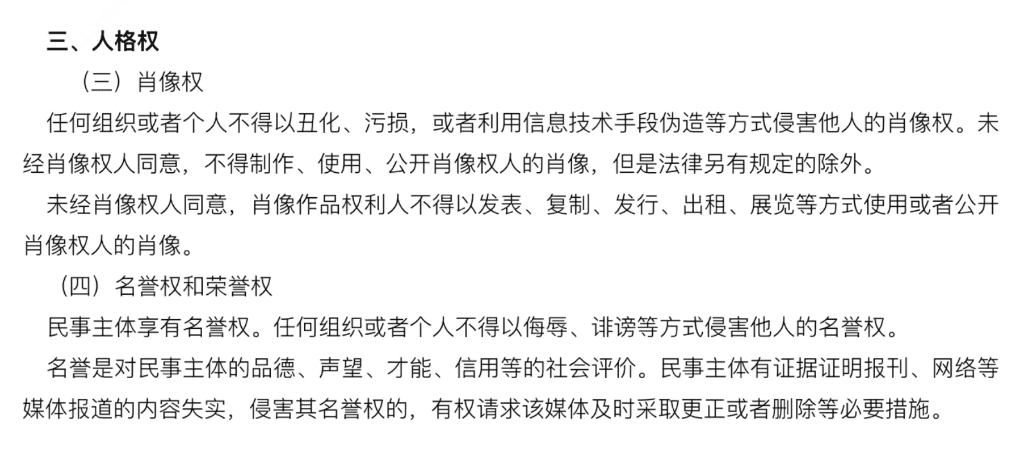 三、人格权
（三）肖像权
任何组织或者个人不得以丑化、污损，或者利用信息技术手段伪造等方式侵害他人的肖像权。未
经肖像权人同意，不得制作、使用、公开肖像权人的肖像，但是法律另有规定的除外。
未经肖像权人同意，肖像作品权利人不得以发表、复制、发行、出租、展览等方式使用或者公开
肖像权人的肖像。
（四）名誉权和荣誉权
民事主体享有名誉权。任何组织或者个人不得以侮辱、诽谤等方式侵害他人的名誉权。
名誉是对民事主体的品德、声望、才能、信用等的社会评价。民事主体有证据证明报刊、网络等
媒体报道的内容失实，侵害其名誉权的，有权请求该媒体及时采取更正或者删除等必要措施。